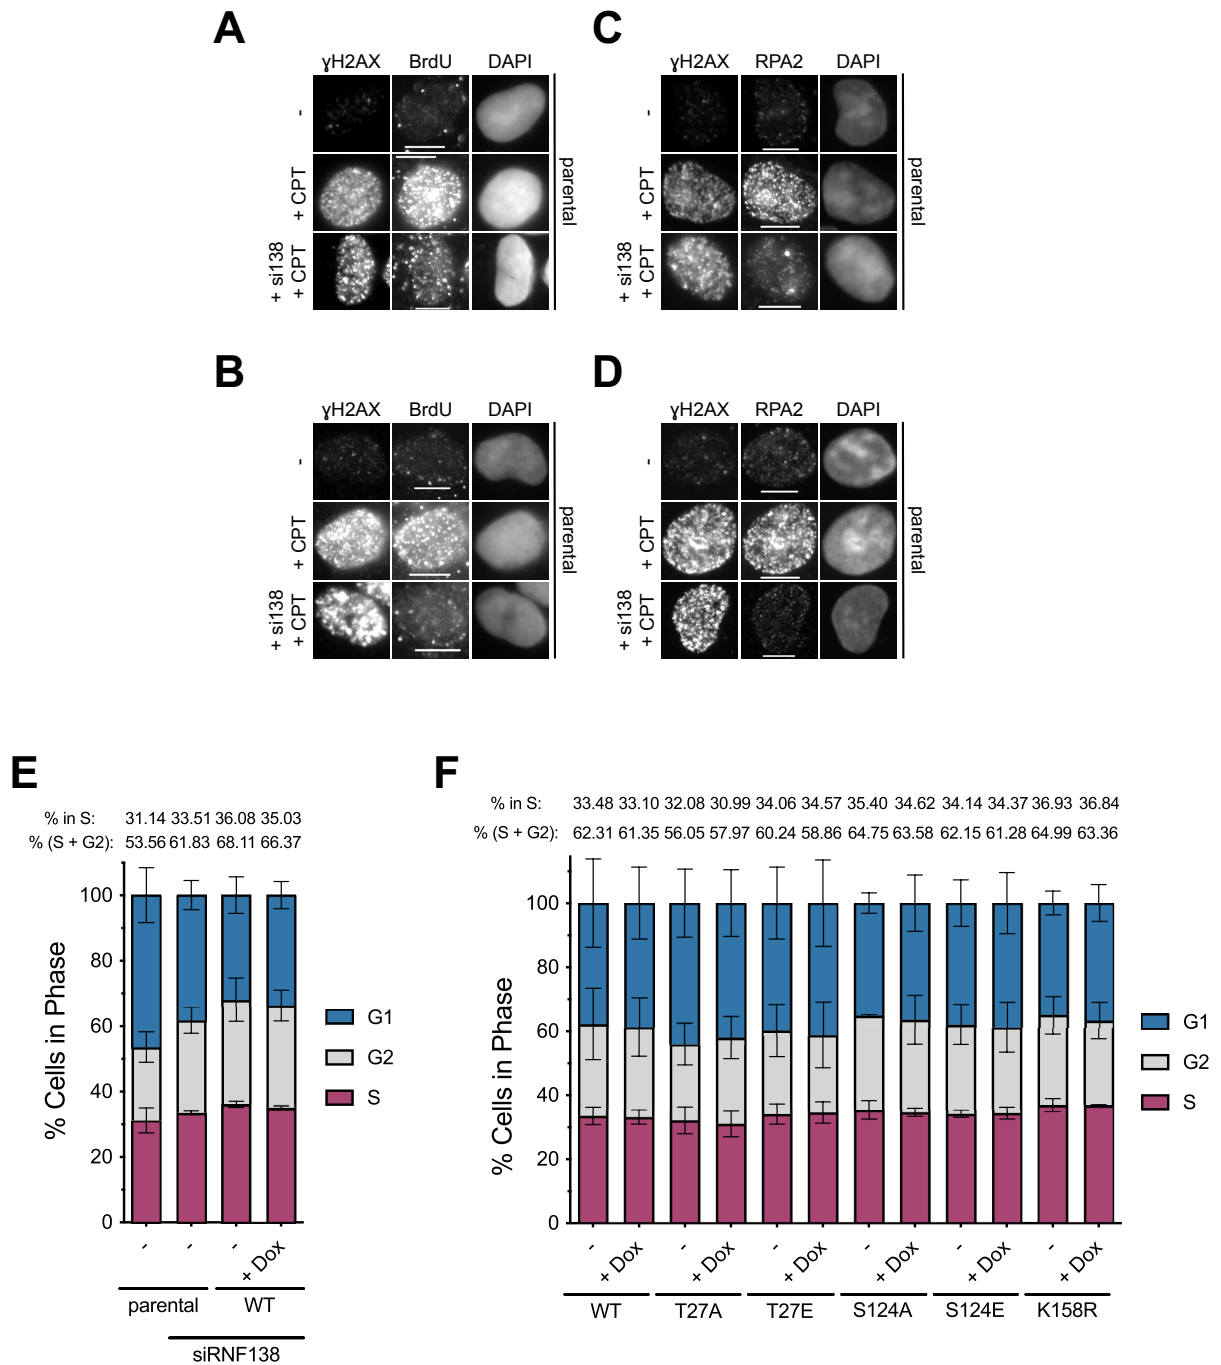 A
γH2AX BrdU DAPI
-
+ CPT
+ si138
+ CPT
parental
C
γH2AX RPA2 DAPI
-
+ CPT
+ si138
+ CPT
parental
B
γH2AX BrdU DAPI
-
+ CPT
+ si138
+ CPT
parental
D
γH2AX RPA2 DAPI
-
+ CPT
+ si138
+ CPT
parental
E
% in S: 31.14 33.51 36.08 35.03
% (S + G2): 53.56 61.83 68.11 66.37
% Cells in Phase
100
80
60
40
20
0
G1
G2
S
- - - + Dox
parental WT
siRNF138
F
% in S: 33.48 33.10 32.08 30.99 34.06 34.57 35.40 34.62 34.14 34.37 36.93 36.84
% (S + G2): 62.31 61.35 56.05 57.97 60.24 58.86 64.75 63.58 62.15 61.28 64.99 63.36
% Cells in Phase
100
80
60
40
20
0
G1
G2
S
- + Dox - + Dox - + Dox - + Dox - + Dox - + Dox
WT T27A T27E S124A S124E K158R